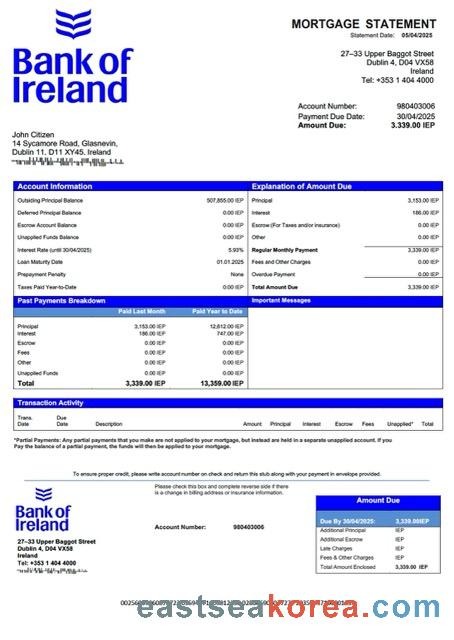 Bank of
Ireland
MORTGAGE STATEMENT
Statement Date: 05/04/2025
27–33 Upper Baggot Street
Dublin 4, D04 VX58
Ireland
Tel: +353 1 404 4000
Account Number: 980403006
Payment Due Date: 30/04/2025
Amount Due: 3.339.00 IEP
John Citizen
14 Sycamore Road, Glasnevin,
Dublin 11, D11 XY45, Ireland
Account Information
Outsiding Principal Balance 507,855.00 IEP
Deferred Principal Balance 0.00 IEP
Escrow Account Balance 0.00 IEP
Unapplied Funds Balance 0.00 IEP
Interest Rate (until 30/04/2025) 5.93%
Loan Maturity Date 01.01.2025
Prepayment Penalty None
Taxes Paid Year-to-Date 0.00 IEP
Explanation of Amount Due
Principal 3,153.00 IEP
Interest 186.00 IEP
Escrow (For Taxes and/or insurance) 0.00 IEP
Other 0.00 IEP
Regular Monthly Payment 3,339.00 IEP
Fees and Other Charges 0.00 IEP
Overdue Payment 0.00 IEP
Total Amount Due 3,339.00 IEP
Past Payments Breakdown
Paid Last Month Paid Year to Date
Principal 3,153.00 IEP 12,612.00 IEP
Interest 186.00 IEP 747.00 IEP
Escrow 0.00 IEP 0.00 IEP
Fees 0.00 IEP 0.00 IEP
Other 0.00 IEP 0.00 IEP
Unapplied Funds 0.00 IEP 0.00 IEP
Total 3,339.00 IEP 13,359.00 IEP
Important Messages
Transaction Activity
Trans. Date Due Date Description Amount Principal Interest Escrow Fees Unapplied* Total
*Partial Payments: Any partial payments that you make are not applied to your mortgage, but instead are held in a separate unapplied account. If you
Pay the balance of a partial payment, the funds will then be applied to your mortgage.
To ensure proper credit, please write account number on check and return this stub along with your payment in envelope provided.
Please check this box and complete reverse side if there
is a change in billing address or insurance information.
Bank of
Ireland
27–33 Upper Baggot Street
Dublin 4, D04 VX58
Ireland
Tel: +353 1 404 4000
Account Number: 980403006
Amount Due
Due By 30/04/2025: 3,339.00IEP
Additional Principal IEP
Additional Escrow IEP
Late Charges IEP
Fees & Other Charges IEP
Total Amount Enclosed 3,339.00 IEP
eastseakorea.com